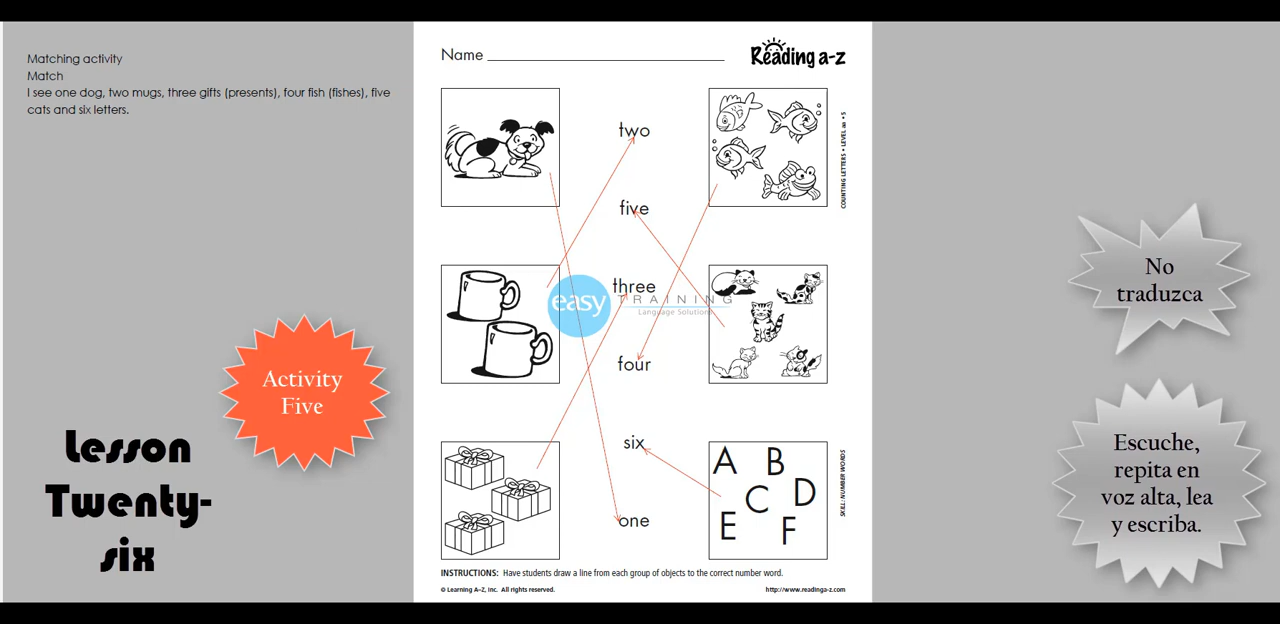 Matching activity
Match
I see one dog, two mugs, three gifts (presents), four fish (fishes), five
cats and six letters.
Activity
Five
Lesson
Twenty-
six
Name
Reading a-z
two
five
three
four
six
one
easy
TRAINING
Language Solutions
A B
C D
E F
COUNTING LETTERS • LEVEL aa • 5
SKILL: NUMBER WORDS
INSTRUCTIONS: Have students draw a line from each group of objects to the correct number word.
© Learning A–Z, Inc. All rights reserved.
http://www.readinga-z.com
No
traduzca
Escuche,
repita en
voz alta, lea
y escriba.